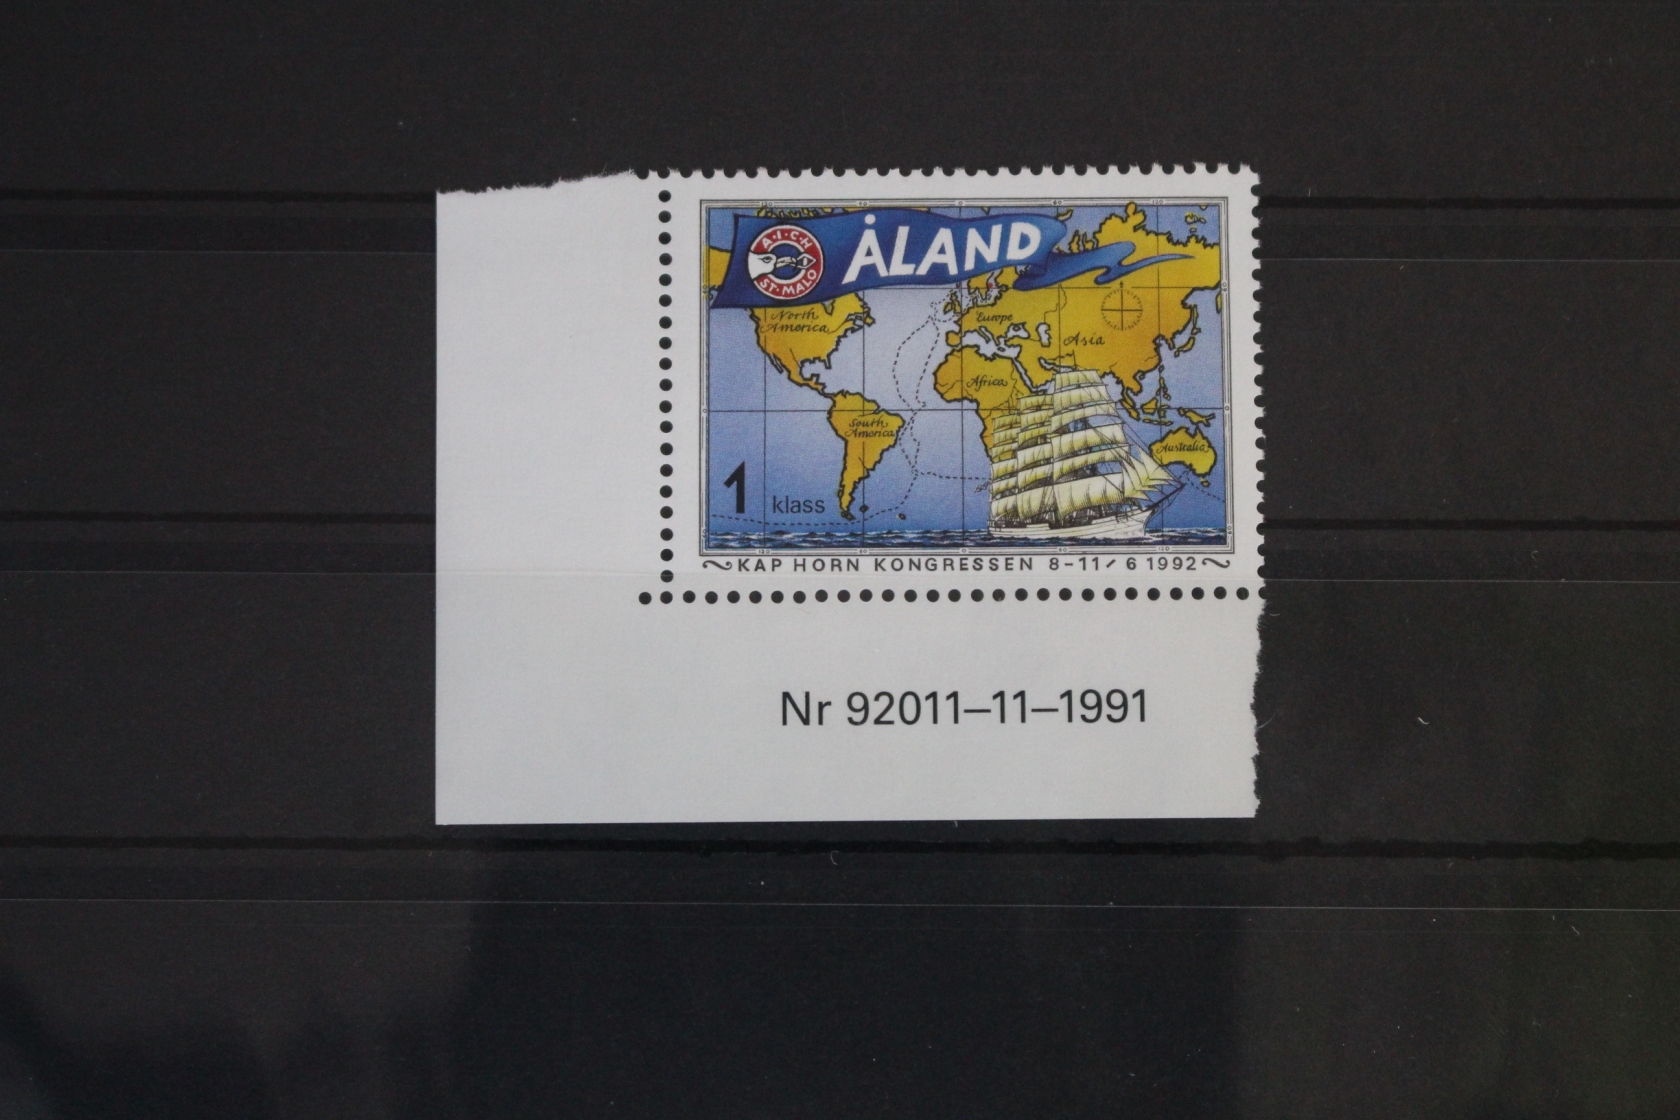 ÅLAND
A·I·C·H
ST·MALO
North
America
Europe
Asia
Africa
South
America
Australia
1 klass
KAP HORN KONGRESSEN 8-11/6 1992
Nr 92011–11–1991